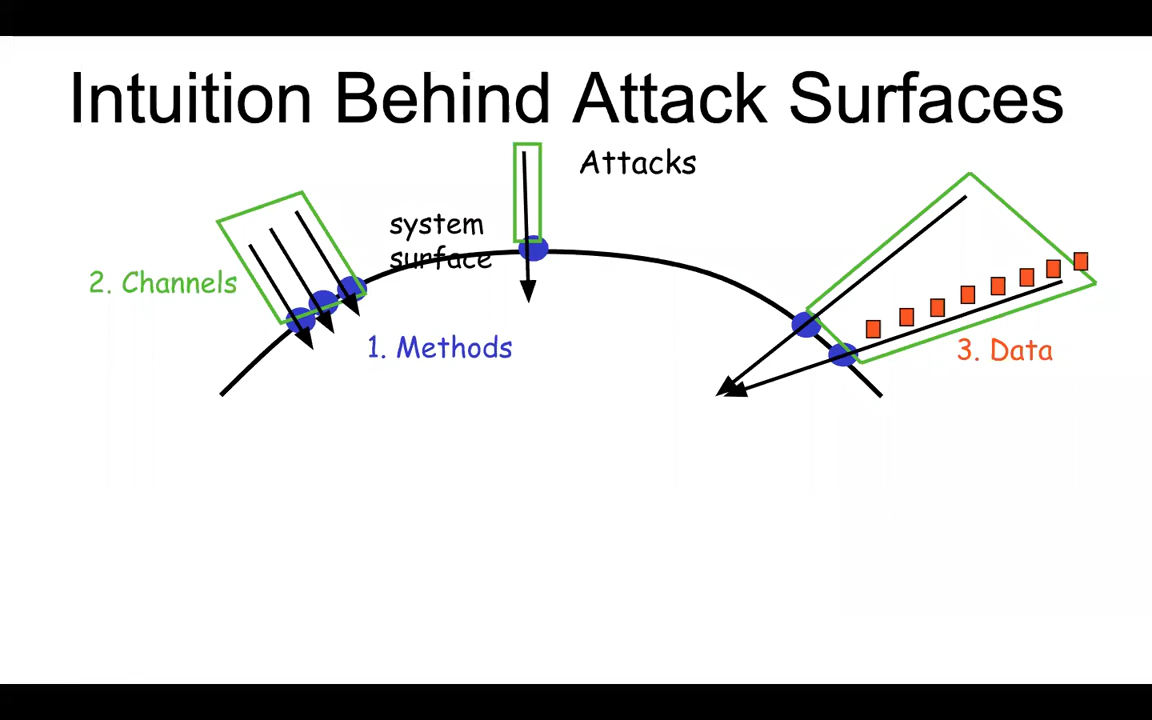 Intuition Behind Attack Surfaces
Attacks
system
surface
2. Channels
1. Methods
3. Data